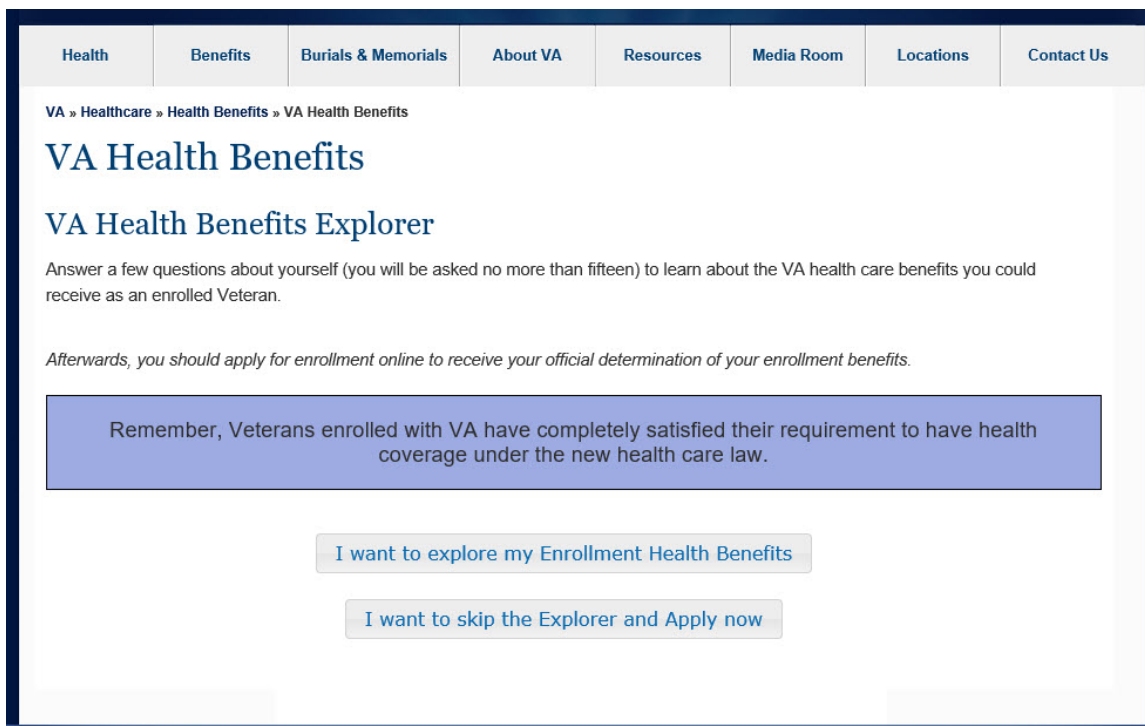 Health Benefits Burials & Memorials About VA Resources Media Room Locations Contact Us
VA » Healthcare » Health Benefits » VA Health Benefits
VA Health Benefits
VA Health Benefits Explorer
Answer a few questions about yourself (you will be asked no more than fifteen) to learn about the VA health care benefits you could
receive as an enrolled Veteran.
Afterwards, you should apply for enrollment online to receive your official determination of your enrollment benefits.
Remember, Veterans enrolled with VA have completely satisfied their requirement to have health
coverage under the new health care law.
I want to explore my Enrollment Health Benefits
I want to skip the Explorer and Apply now